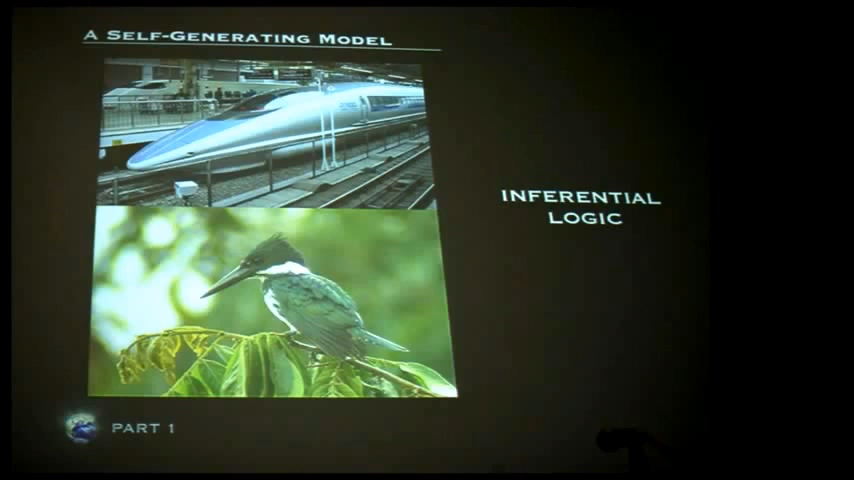 A SELF-GENERATING MODEL
INFERENTIAL
LOGIC
PART 1